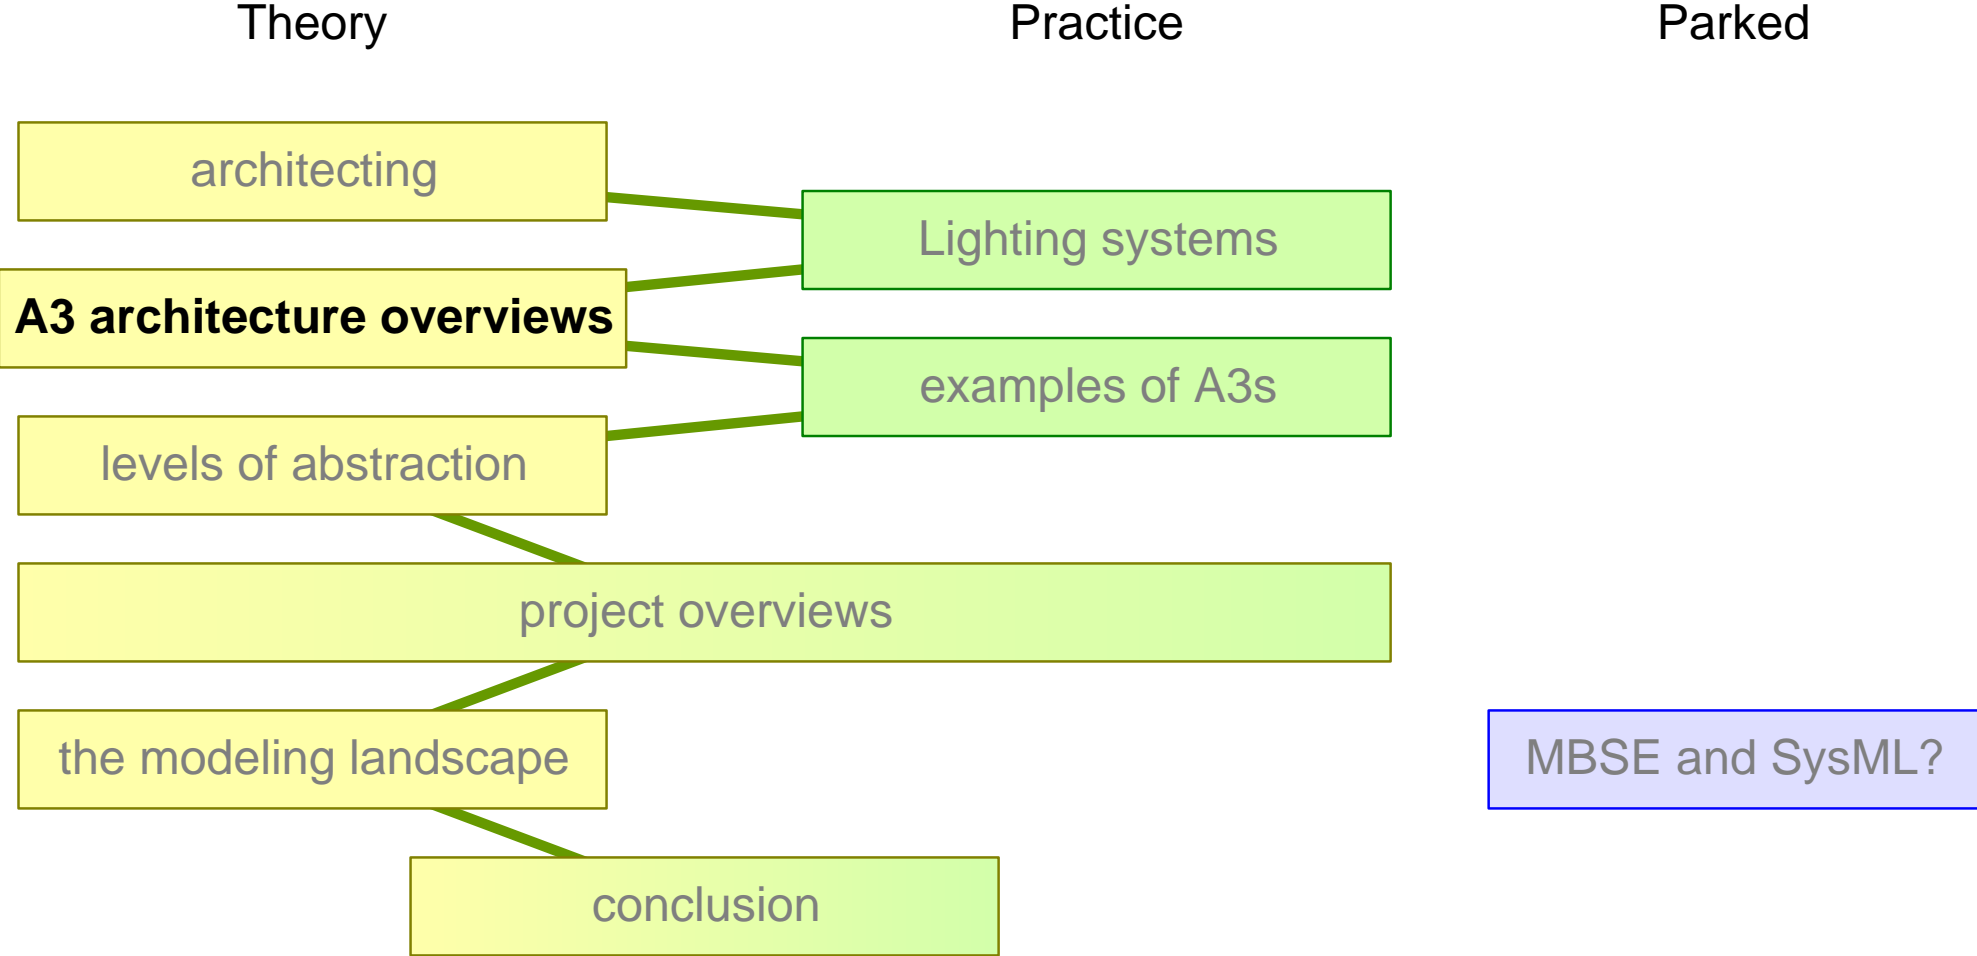 Theory
Practice
Parked
architecting
Lighting systems
A3 architecture overviews
examples of A3s
levels of abstraction
project overviews
the modeling landscape
MBSE and SysML?
conclusion